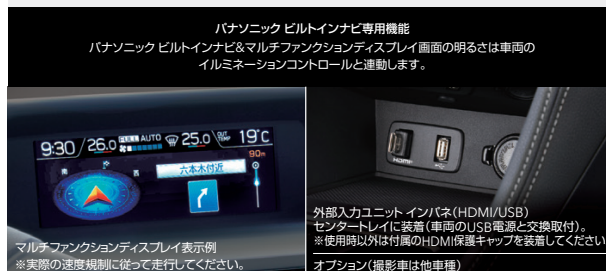 パナソニック ビルトインナビ専用機能
パナソニック ビルトインナビ&マルチファンクションディスプレイ画面の明るさは車両の
イルミネーションコントロールと連動します。
9:30 26.0 FULL AUTO 25.0 OUT TEMP 19℃
南 西
六本木付近
80m
マルチファンクションディスプレイ表示例
※実際の速度規制に従って走行してください。
HDMI
外部入力ユニット インパネ(HDMI/USB)
センタートレイに装着(車両のUSB電源と交換取付)。
※使用時以外は付属のHDMI保護キャップを装着してください
オプション(撮影車は他車種)